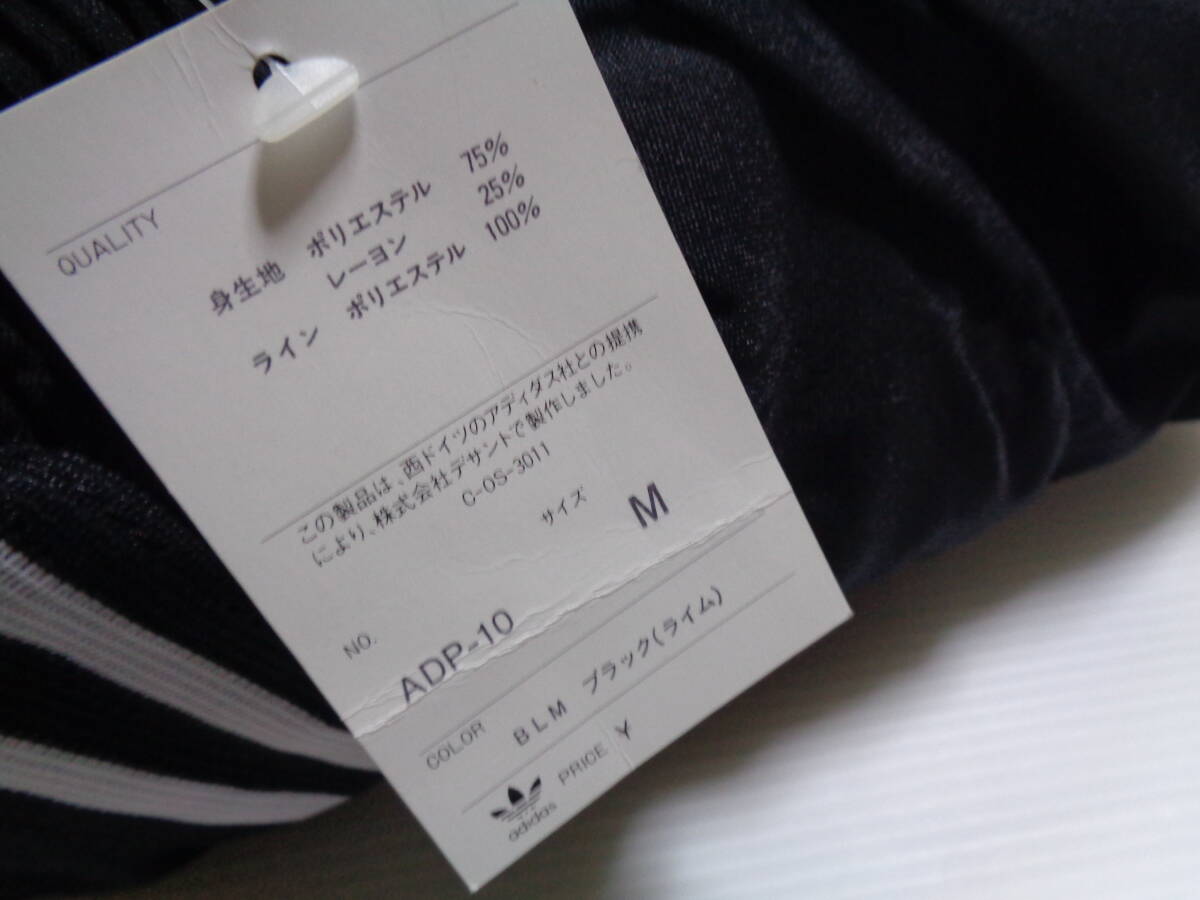 QUALITY
身生地 ポリエステル 75%
レーヨン 25%
ライン ポリエステル 100%
この製品は、西ドイツのアディダス社との提携
により、株式会社デサントで製作しました。
C-OS-3011
サイズ M
NO. ADP-10
COLOR BLM ブラック(ライム)
adidas PRICE ¥